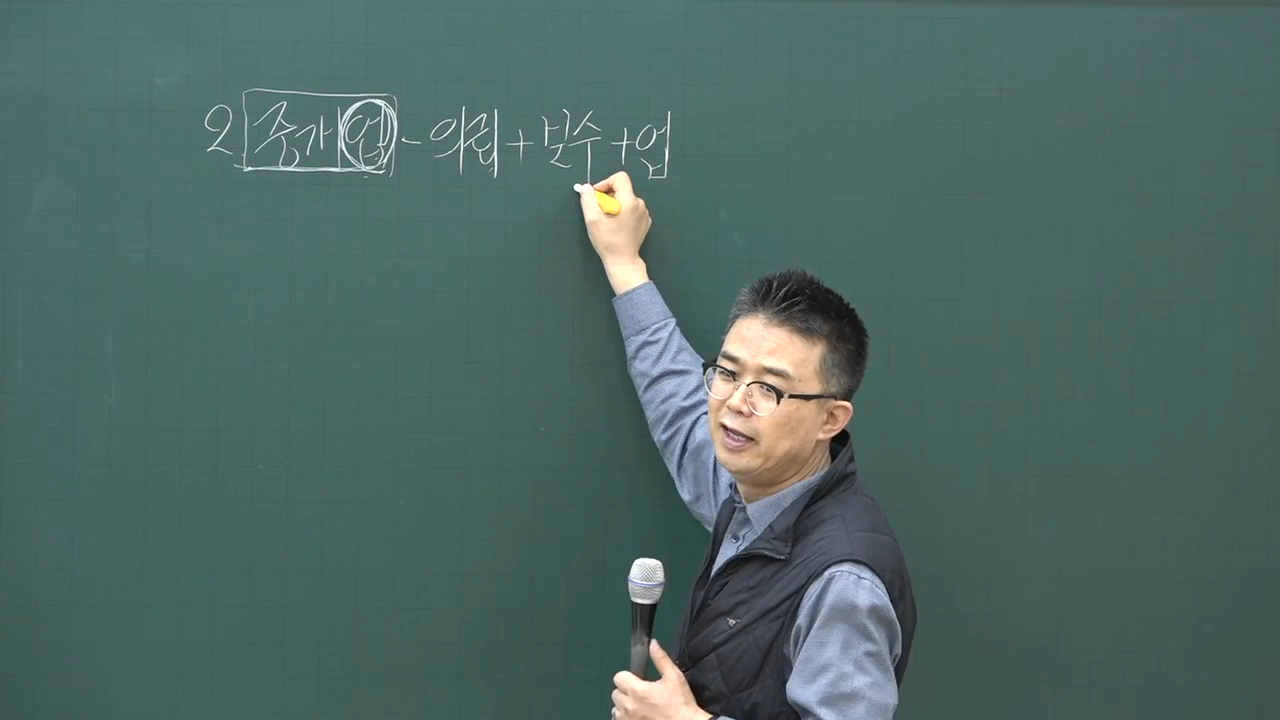 2 중개업 - 의뢰 + 보수 + 업